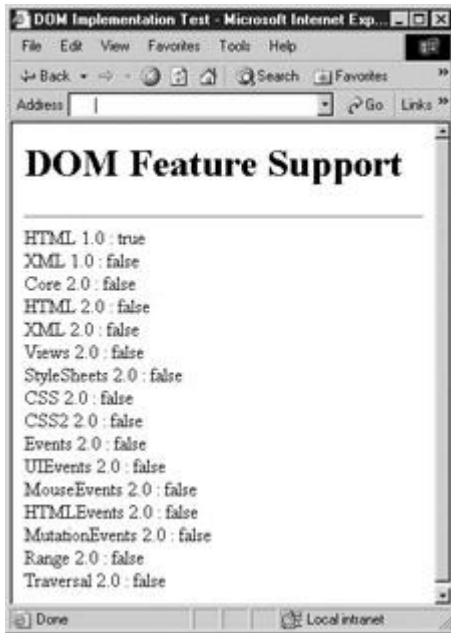 DOM Implementation Test - Microsoft Internet Exp...
File Edit View Favorites Tools Help
Back Search Favorites »
Address Go Links »
DOM Feature Support
HTML 1.0 : true
XML 1.0 : false
Core 2.0 : false
HTML 2.0 : false
XML 2.0 : false
Views 2.0 : false
StyleSheets 2.0 : false
CSS 2.0 : false
CSS2 2.0 : false
Events 2.0 : false
UIEvents 2.0 : false
MouseEvents 2.0 : false
HTMLEvents 2.0 : false
MutationEvents 2.0 : false
Range 2.0 : false
Traversal 2.0 : false
Done Local intranet